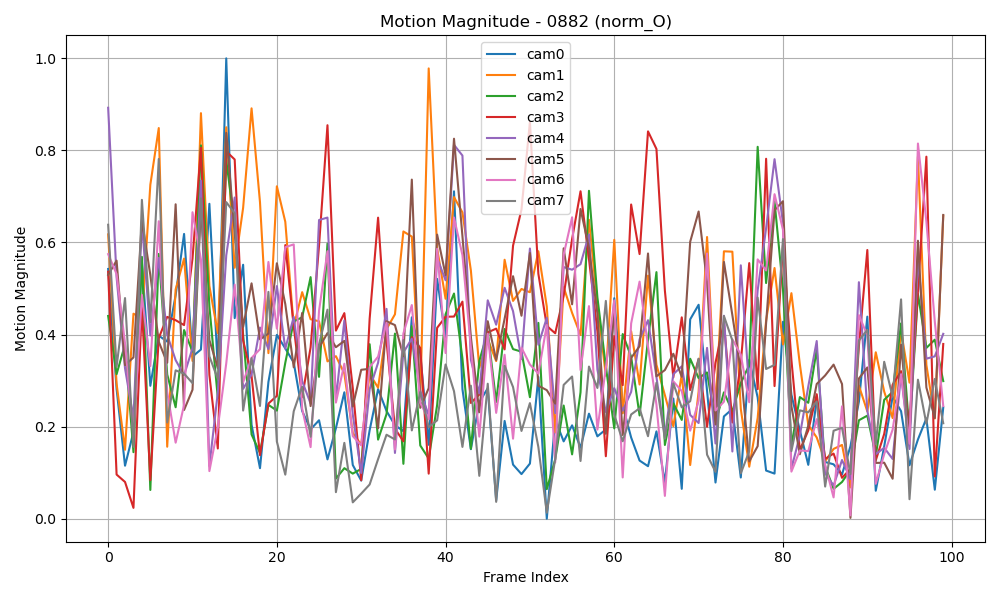 Motion Magnitude - 0882 (norm_O)
cam0
cam1
cam2
cam3
cam4
cam5
cam6
cam7
Motion Magnitude
1.0
0.8
0.6
0.4
0.2
0.0
0 20 40 60 80 100
Frame Index